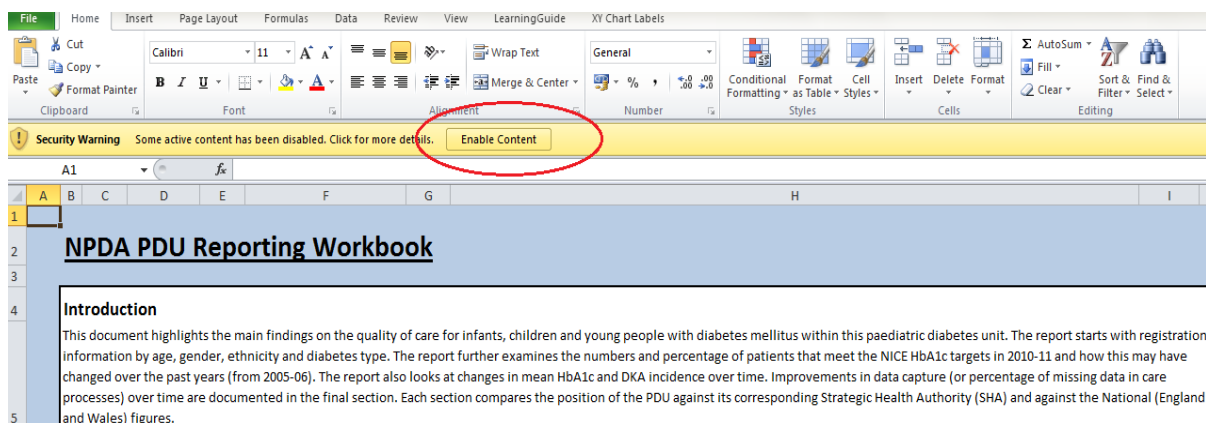 File Home Insert Page Layout Formulas Data Review View LearningGuide XY Chart Labels
Cut Calibri 11 A A Wrap Text General Σ AutoSum
Copy Fill
Paste Format Painter B I U A Merge & Center % , .0 .00 .00 .0 Conditional Formatting Format as Table Cell Styles Insert Delete Format Clear Sort & Filter Find & Select
Clipboard Font Alignment Number Styles Cells Editing
! Security Warning Some active content has been disabled. Click for more details. Enable Content
A1 fx
A B C D E F G H I
1
2 NPDA PDU Reporting Workbook
3
4 Introduction
This document highlights the main findings on the quality of care for infants, children and young people with diabetes mellitus within this paediatric diabetes unit. The report starts with registration
information by age, gender, ethnicity and diabetes type. The report further examines the numbers and percentage of patients that meet the NICE HbA1c targets in 2010-11 and how this may have
changed over the past years (from 2005-06). The report also looks at changes in mean HbA1c and DKA incidence over time. Improvements in data capture (or percentage of missing data in care
processes) over time are documented in the final section. Each section compares the position of the PDU against its corresponding Strategic Health Authority (SHA) and against the National (England
5 and Wales) figures.